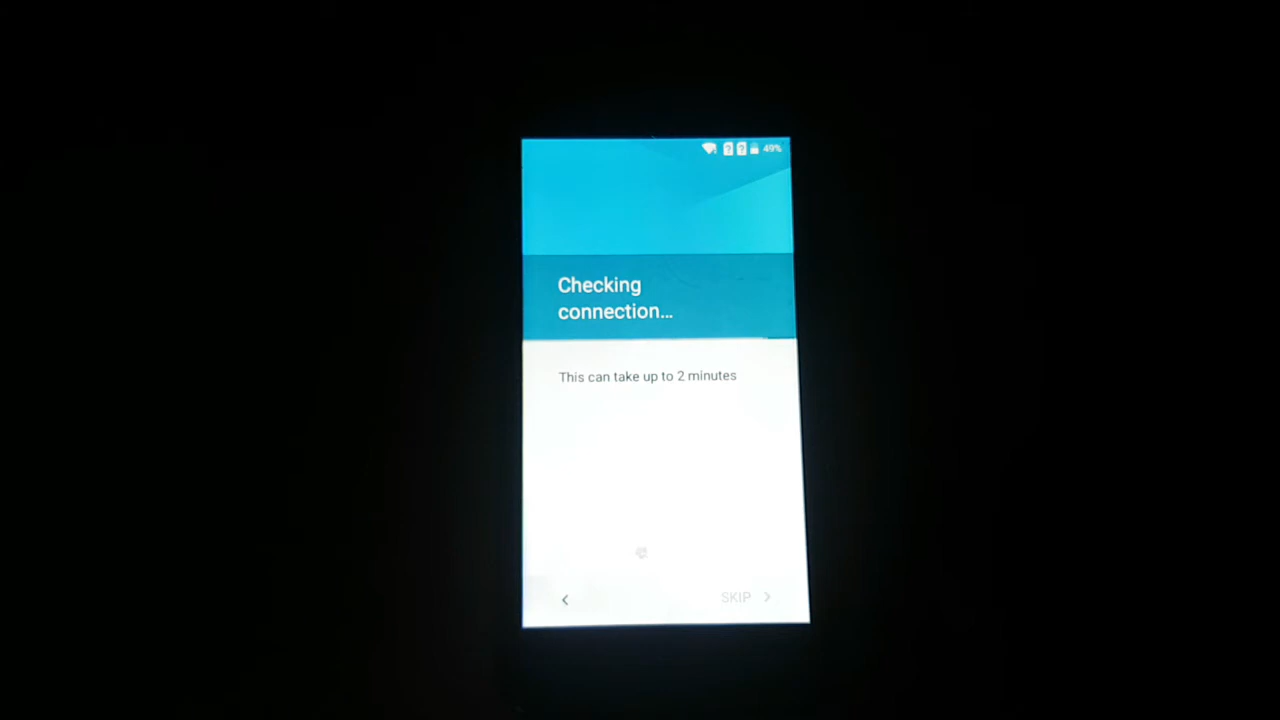 49%
Checking
connection...
This can take up to 2 minutes
SKIP